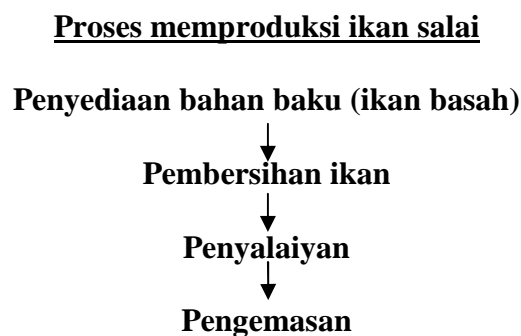 Proses memproduksi ikan salai
Penyediaan bahan baku (ikan basah)
Pembersihan ikan
Penyalaiyan
Pengemasan